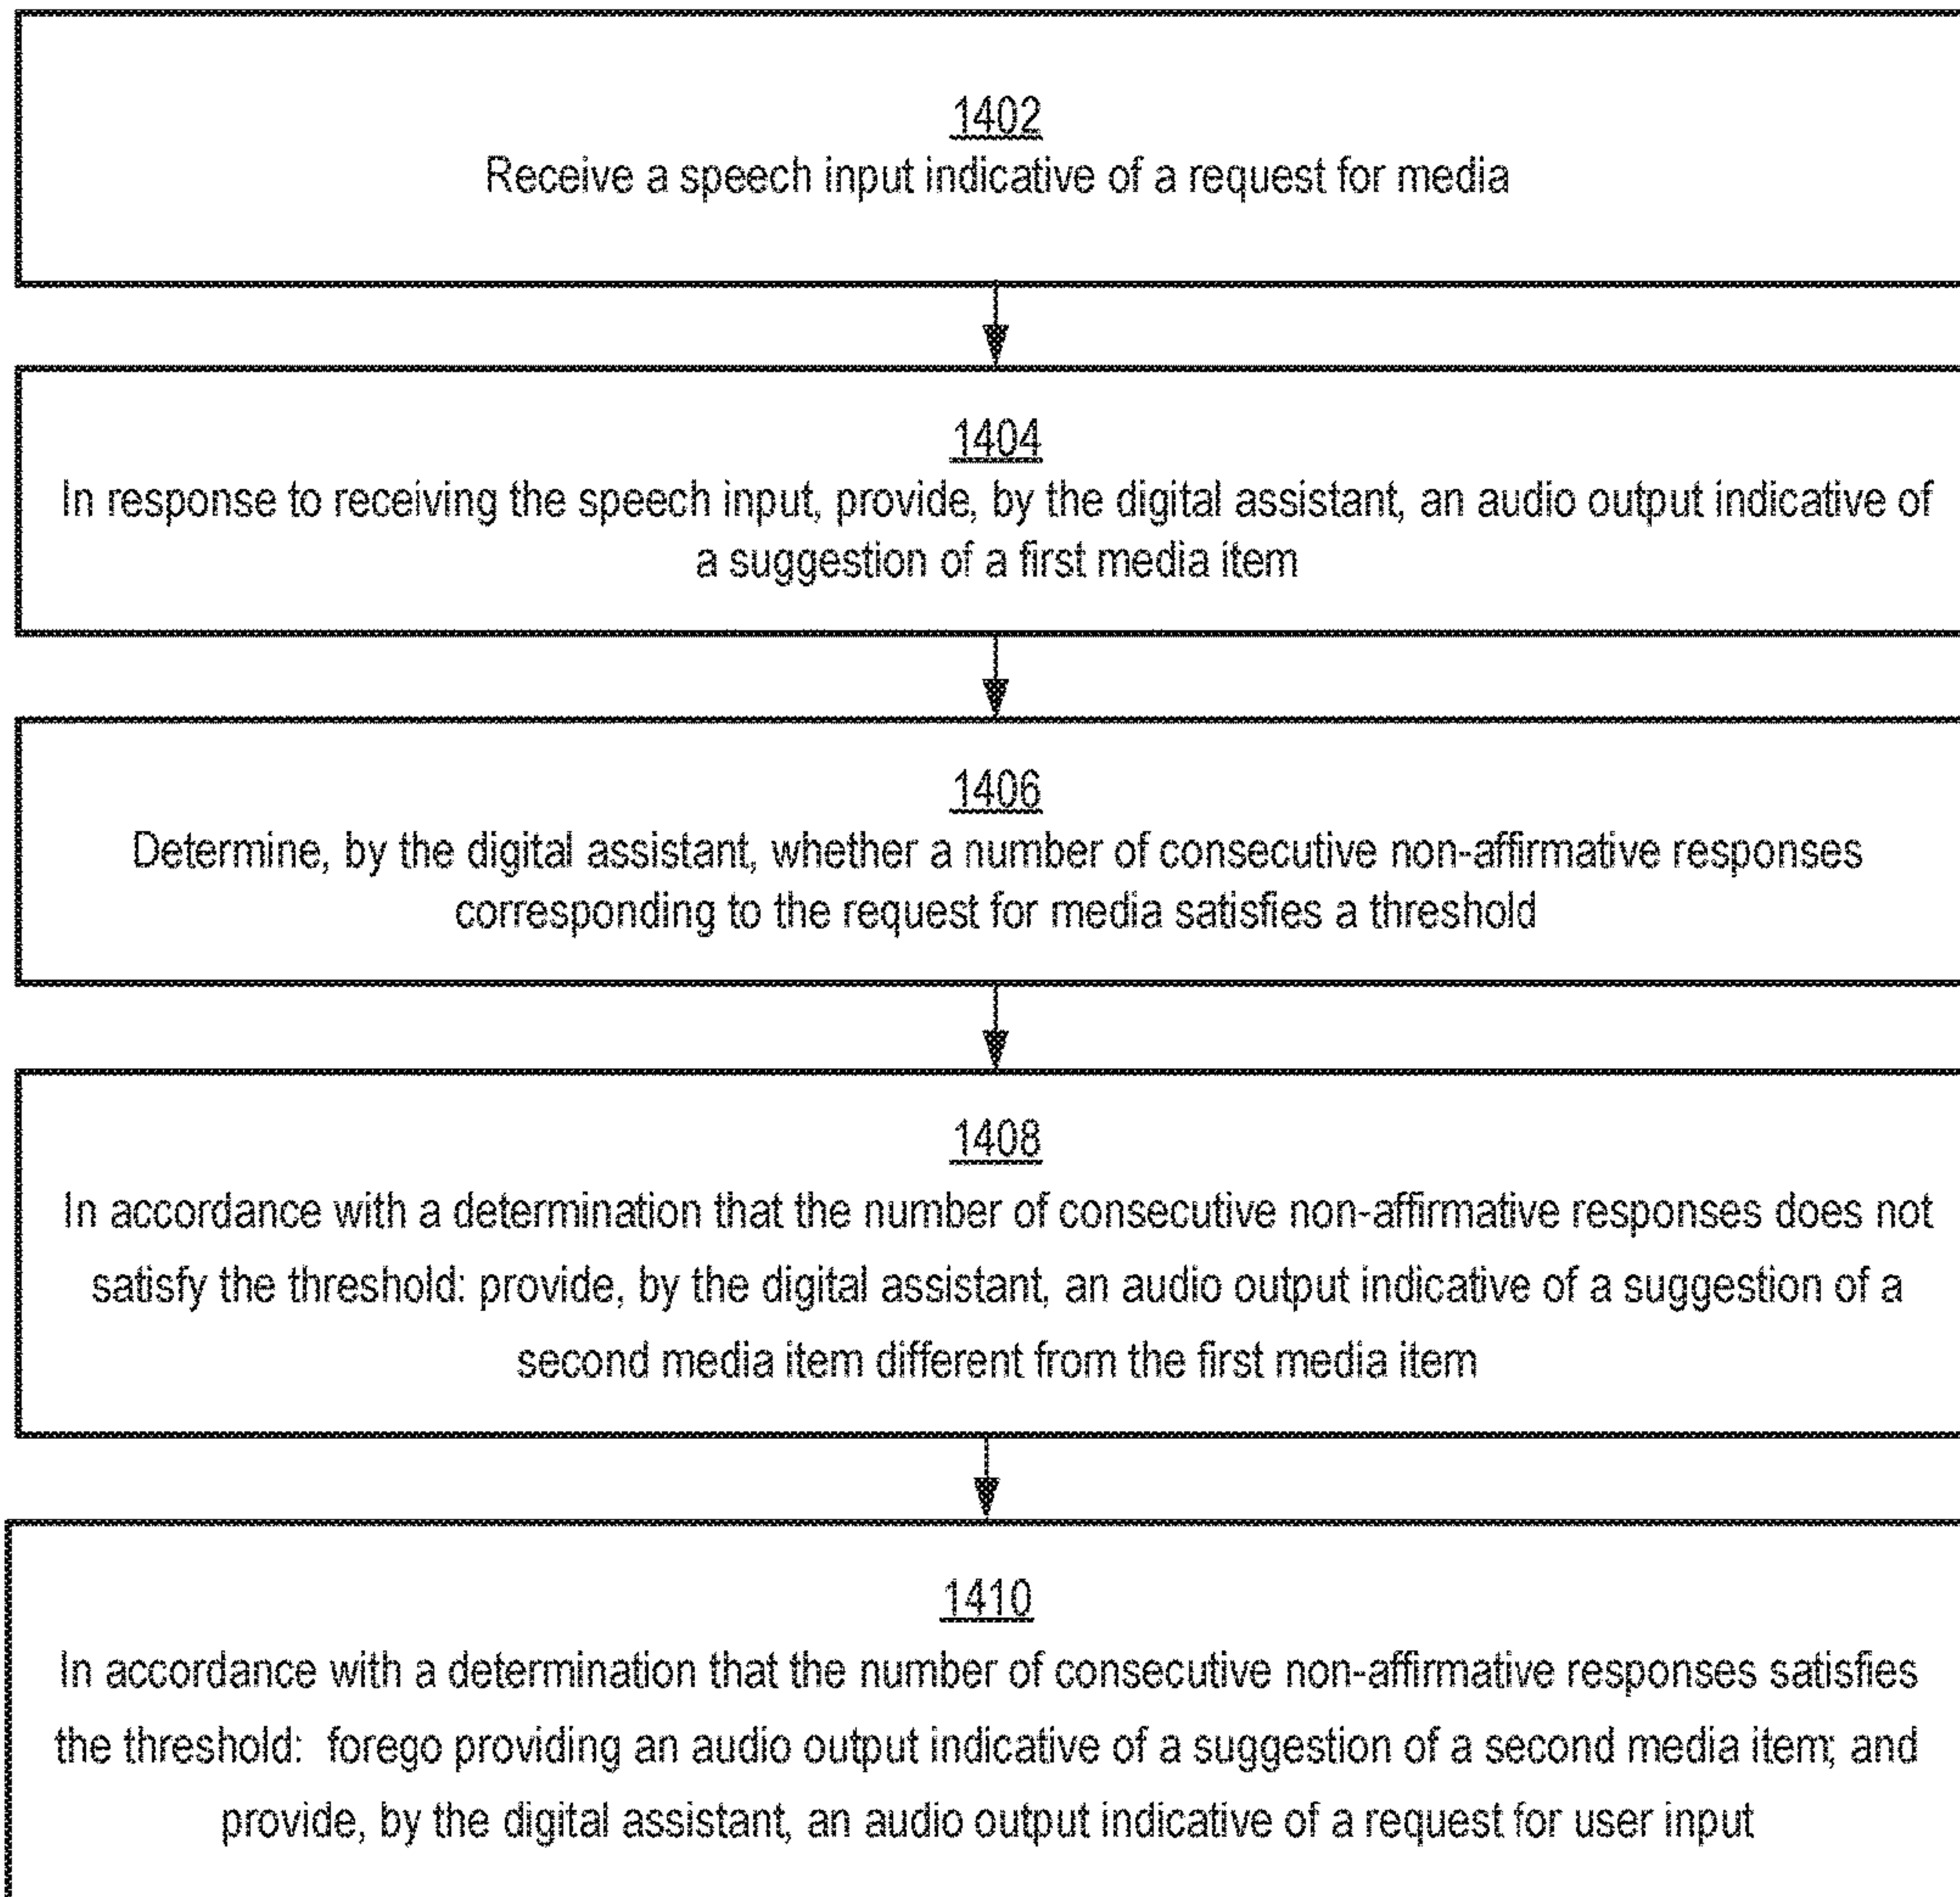 1402
Receive a speech input indicative of a request for media
1404
In response to receiving the speech input, provide, by the digital assistant, an audio output indicative of
a suggestion of a first media item
1406
Determine, by the digital assistant, whether a number of consecutive non-affirmative responses
corresponding to the request for media satisfies a threshold
1408
In accordance with a determination that the number of consecutive non-affirmative responses does not
satisfy the threshold: provide, by the digital assistant, an audio output indicative of a suggestion of a
second media item different from the first media item
1410
In accordance with a determination that the number of consecutive non-affirmative responses satisfies
the threshold: forego providing an audio output indicative of a suggestion of a second media item; and
provide, by the digital assistant, an audio output indicative of a request for user input